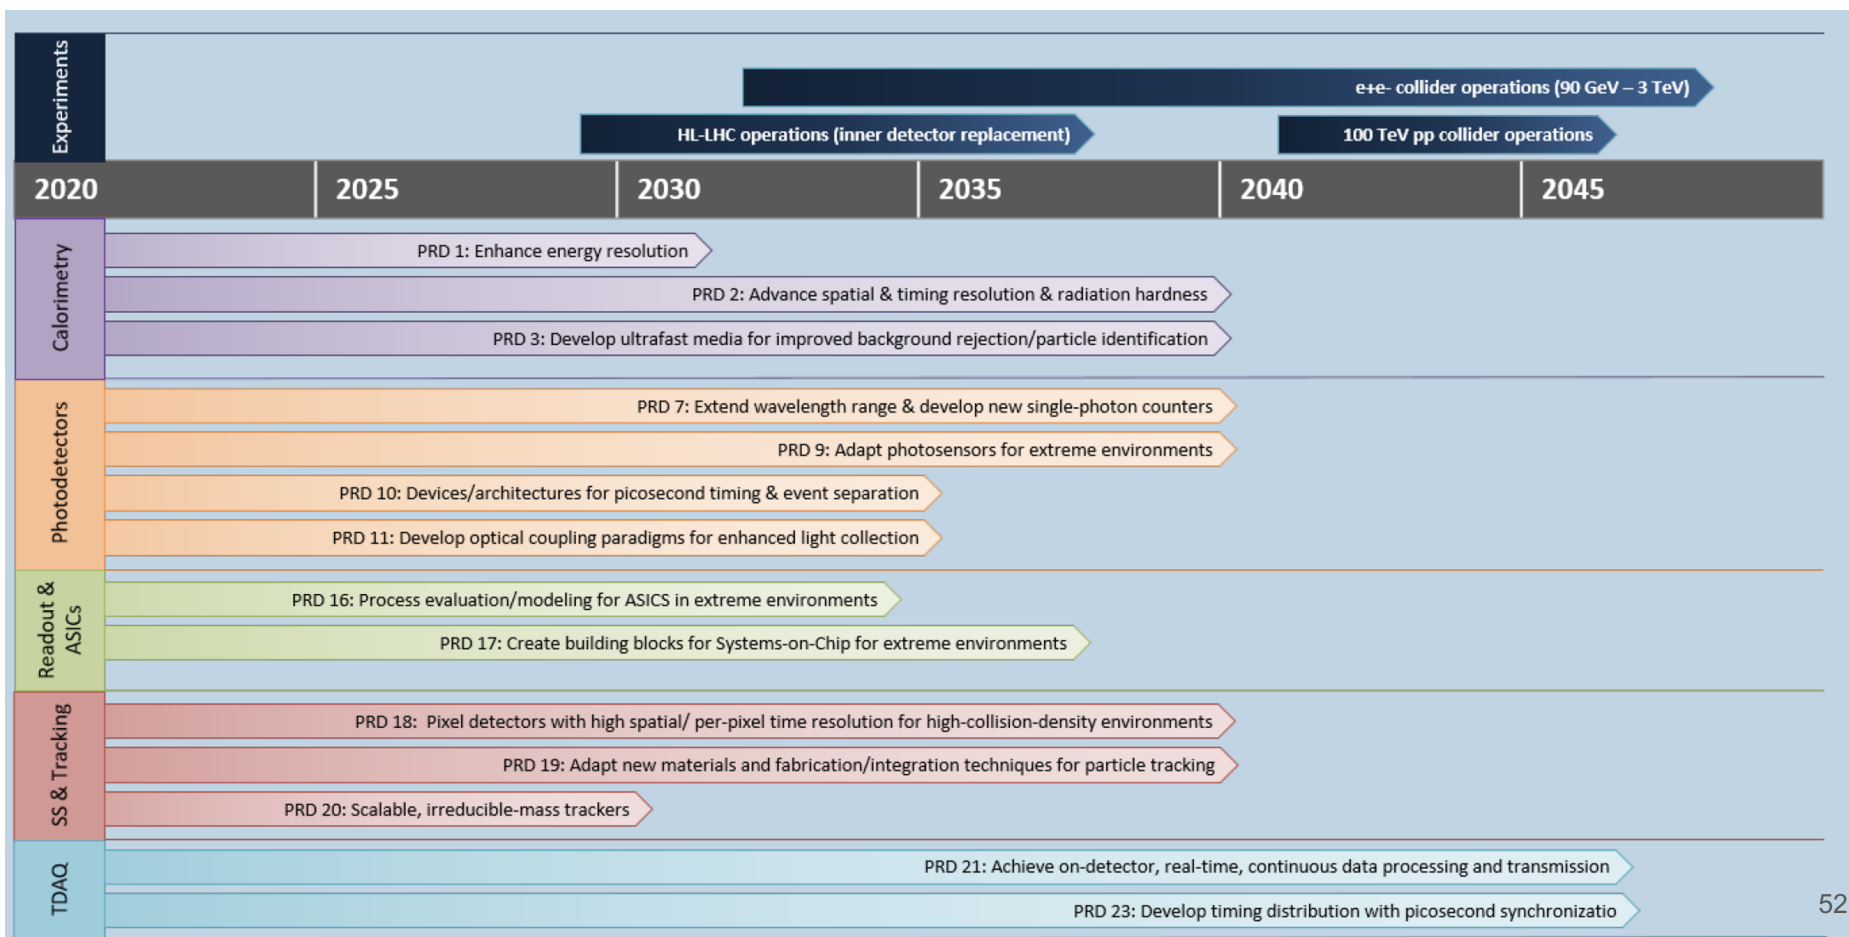 Experiments
e+e- collider operations (90 GeV – 3 TeV)
HL-LHC operations (inner detector replacement)
100 TeV pp collider operations
2020
2025
2030
2035
2040
2045
Calorimetry
PRD 1: Enhance energy resolution
PRD 2: Advance spatial & timing resolution & radiation hardness
PRD 3: Develop ultrafast media for improved background rejection/particle identification
Photodetectors
PRD 7: Extend wavelength range & develop new single-photon counters
PRD 9: Adapt photosensors for extreme environments
PRD 10: Devices/architectures for picosecond timing & event separation
PRD 11: Develop optical coupling paradigms for enhanced light collection
Readout &
ASICs
PRD 16: Process evaluation/modeling for ASICS in extreme environments
PRD 17: Create building blocks for Systems-on-Chip for extreme environments
SS & Tracking
PRD 18:  Pixel detectors with high spatial/ per-pixel time resolution for high-collision-density environments
PRD 19: Adapt new materials and fabrication/integration techniques for particle tracking
PRD 20: Scalable, irreducible-mass trackers
TDAQ
PRD 21: Achieve on-detector, real-time, continuous data processing and transmission
PRD 23: Develop timing distribution with picosecond synchronizatio
52